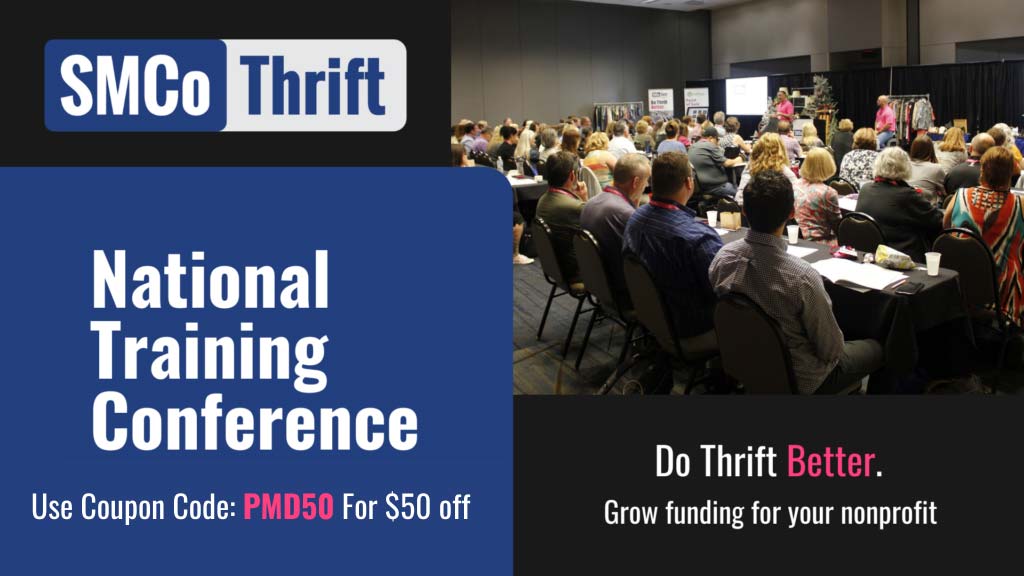 SMCo Thrift
National
Training
Conference
Use Coupon Code: PMD50 For $50 off
Do Thrift Better.
Grow funding for your nonprofit